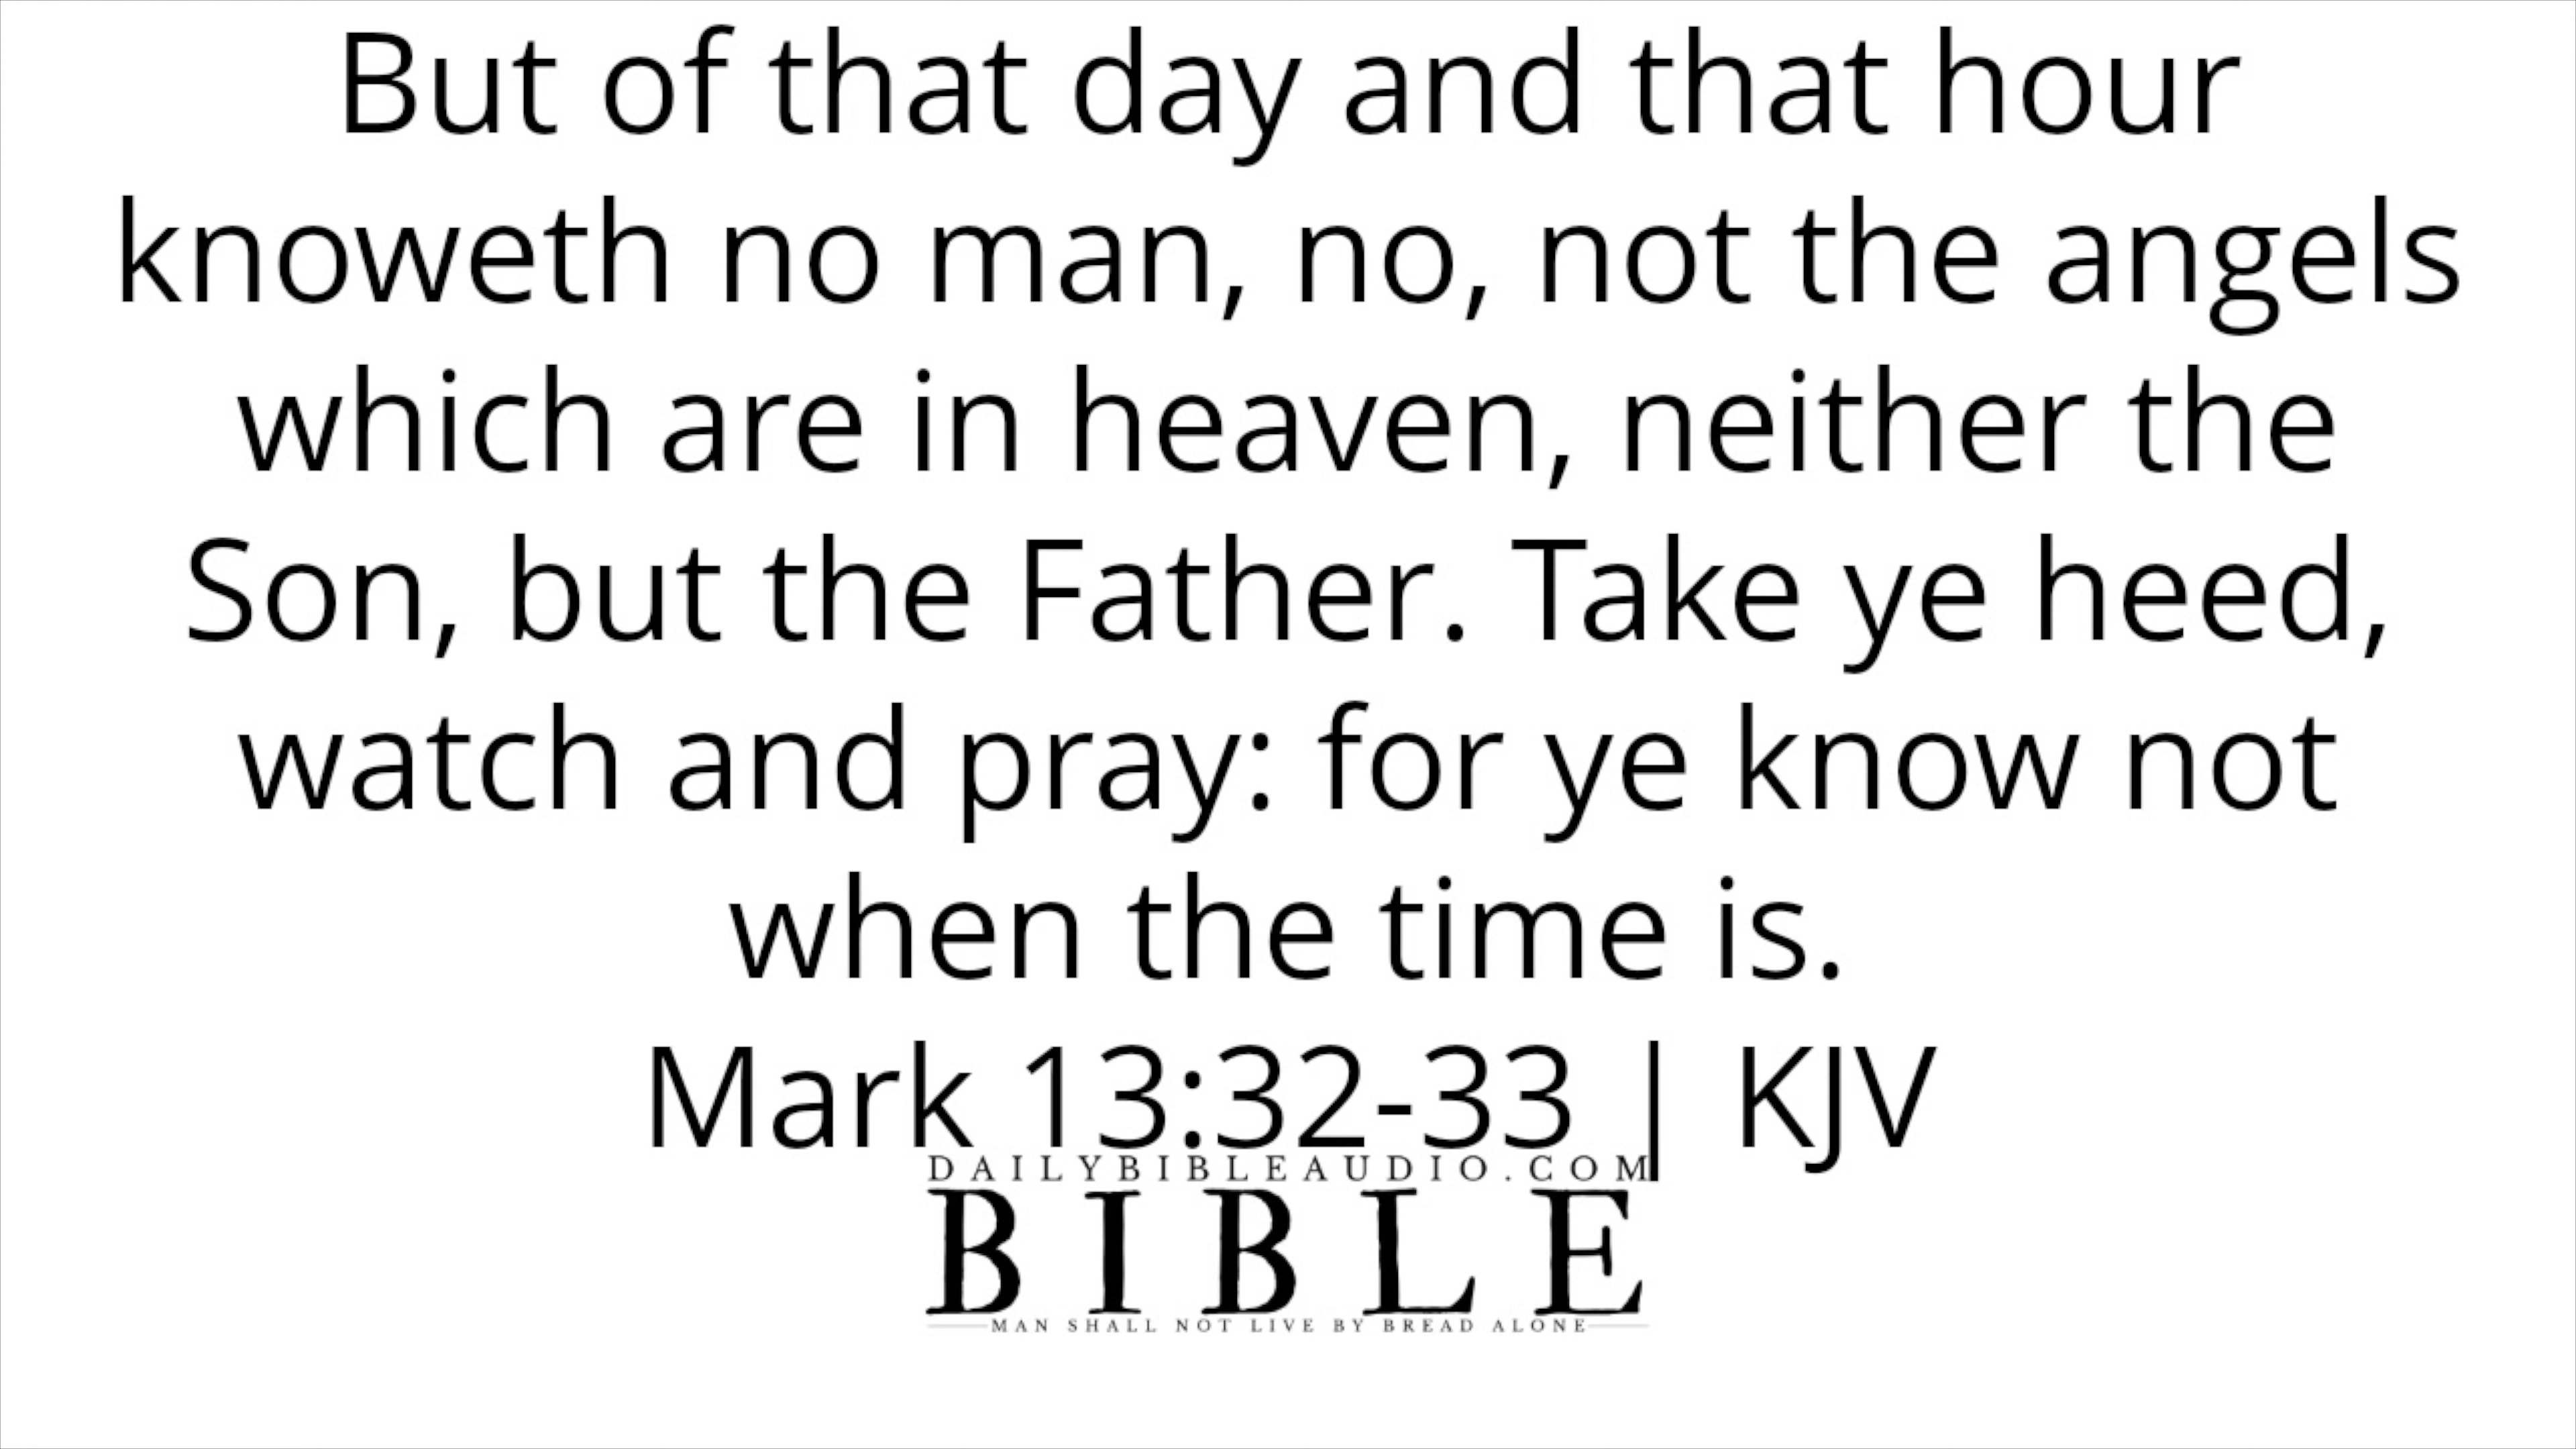 But of that day and that hour
knoweth no man, no, not the angels
which are in heaven, neither the
Son, but the Father. Take ye heed,
watch and pray: for ye know not
when the time is.
Mark 13:32-33 | KJV
DAILYBIBLEAUDIO.COM
BIBLE
MAN SHALL NOT LIVE BY BREAD ALONE